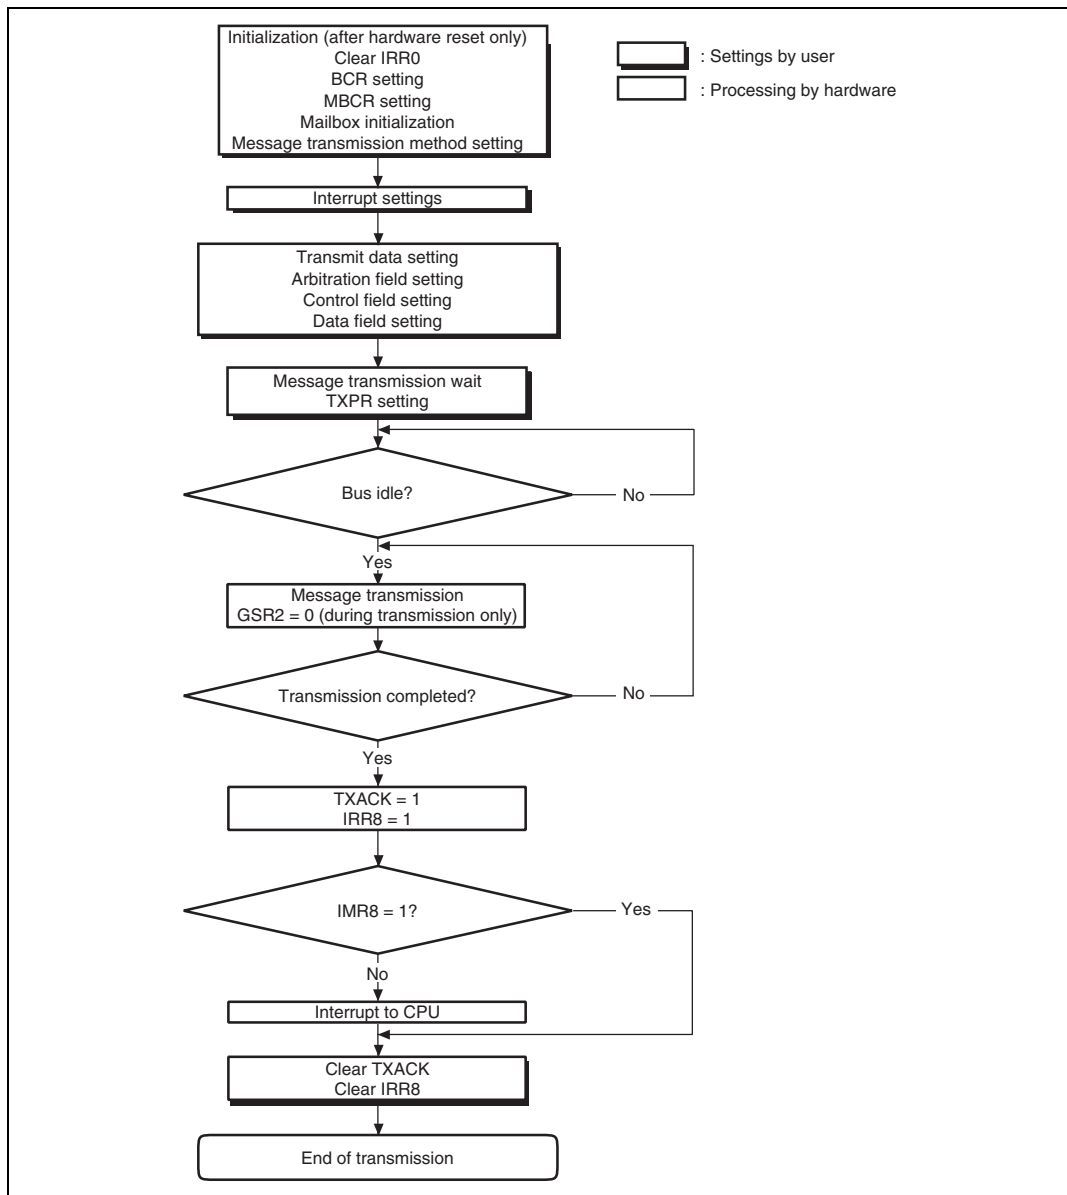 Initialization (after hardware reset only)
Clear IRR0
BCR setting
MBCR setting
Mailbox initialization
Message transmission method setting
: Settings by user
: Processing by hardware
Interrupt settings
Transmit data setting
Arbitration field setting
Control field setting
Data field setting
Message transmission wait
TXPR setting
Bus idle?
No
Yes
Message transmission
GSR2 = 0 (during transmission only)
Transmission completed?
No
Yes
TXACK = 1
IRR8 = 1
IMR8 = 1?
Yes
No
Interrupt to CPU
Clear TXACK
Clear IRR8
End of transmission